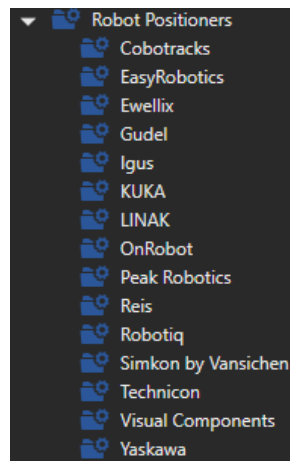 Robot Positioners
Cobotracks
EasyRobotics
Ewellix
Gudel
Igus
KUKA
LINAK
OnRobot
Peak Robotics
Reis
Robotiq
Simkon by Vansichen
Technicon
Visual Components
Yaskawa